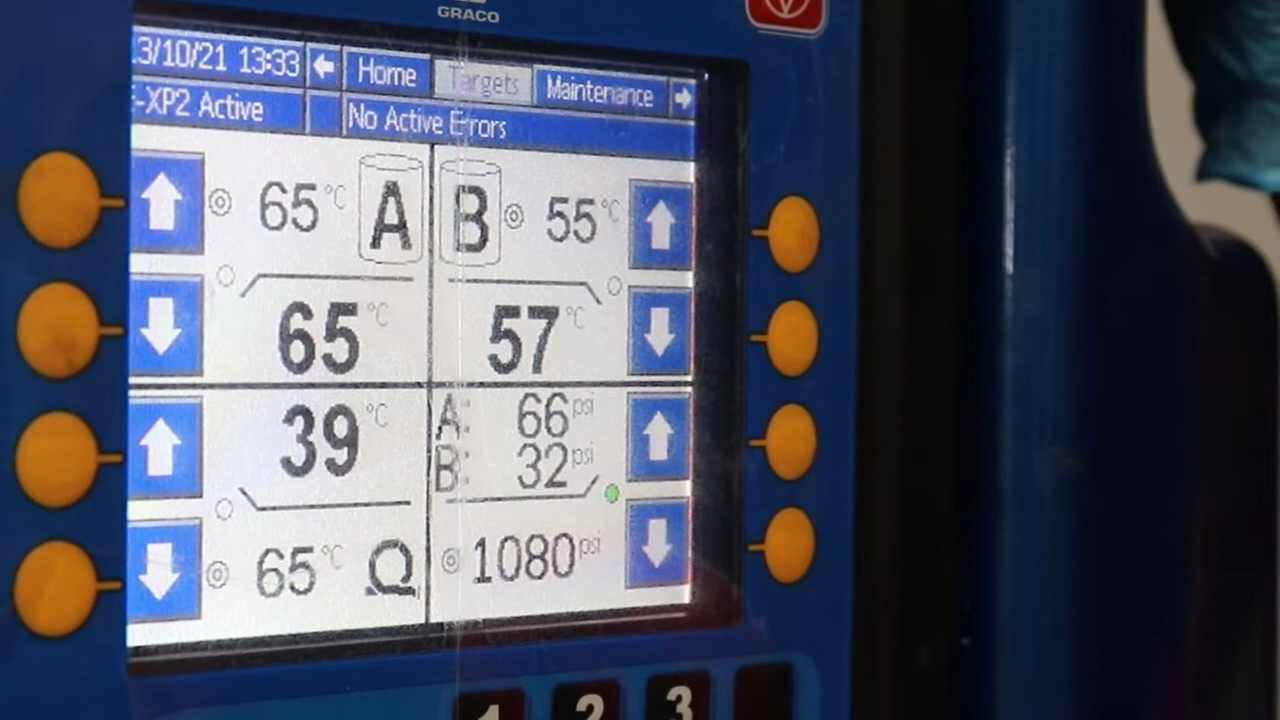 GRACO
3/10/21 13:33 Home Targets Maintenance
-XP2 Active No Active Errors
65 °C A B 55 °C
65 °C 57 °C
39 °C A: 66 psi
B: 32 psi
65 °C 1080 psi
1 2 3